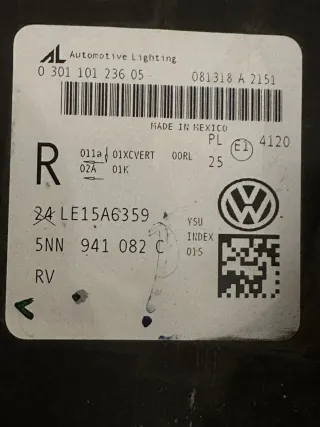 AL Automotive Lighting
0 301 101 236 05 081318 A 2151
MADE IN MEXICO
R 011a 01XCVERT 00RL PL E1 4120
02A 01K 25
24 LE15A6359 YSU
5NN 941 082 C INDEX
015
RV